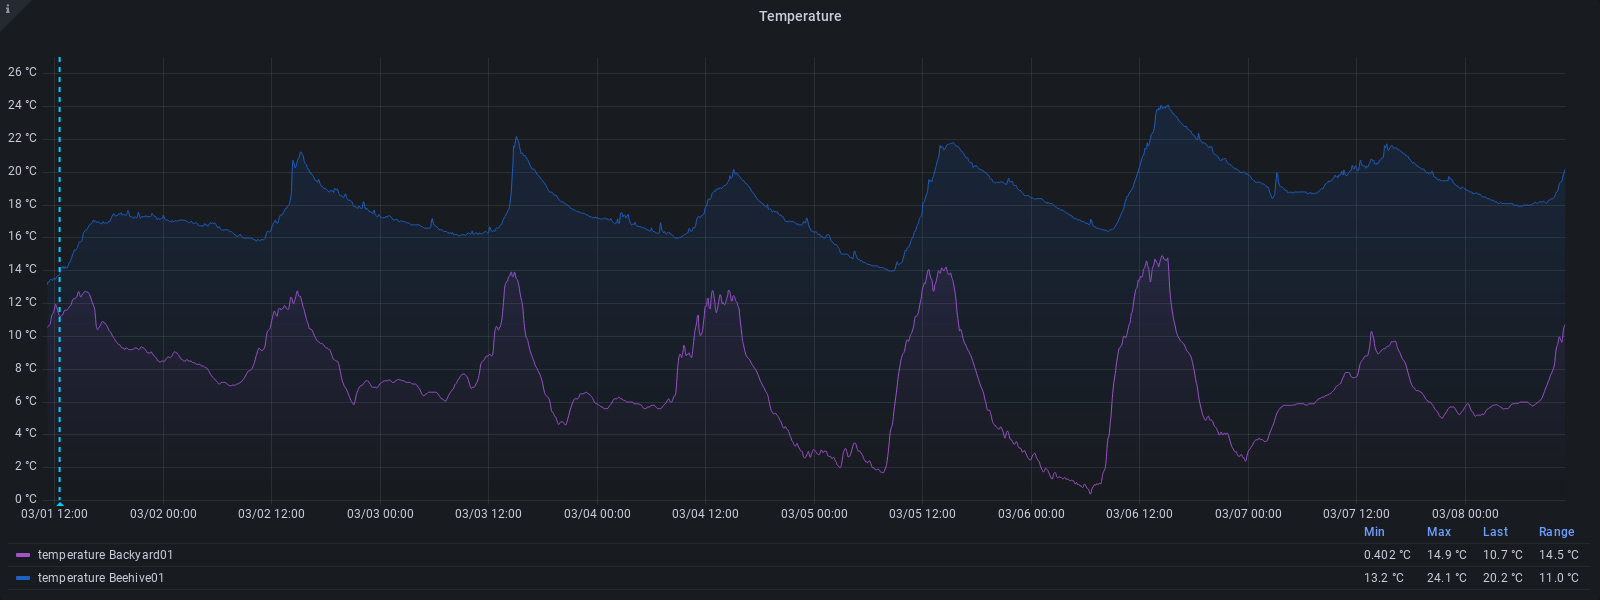 i
Temperature
26 °C
24 °C
22 °C
20 °C
18 °C
16 °C
14 °C
12 °C
10 °C
8 °C
6 °C
4 °C
2 °C
0 °C
03/01 12:00 03/02 00:00 03/02 12:00 03/03 00:00 03/03 12:00 03/04 00:00 03/04 12:00 03/05 00:00 03/05 12:00 03/06 00:00 03/06 12:00 03/07 00:00 03/07 12:00 03/08 00:00
Min Max Last Range
temperature Backyard01 0.402 °C 14.9 °C 10.7 °C 14.5 °C
temperature Beehive01 13.2 °C 24.1 °C 20.2 °C 11.0 °C